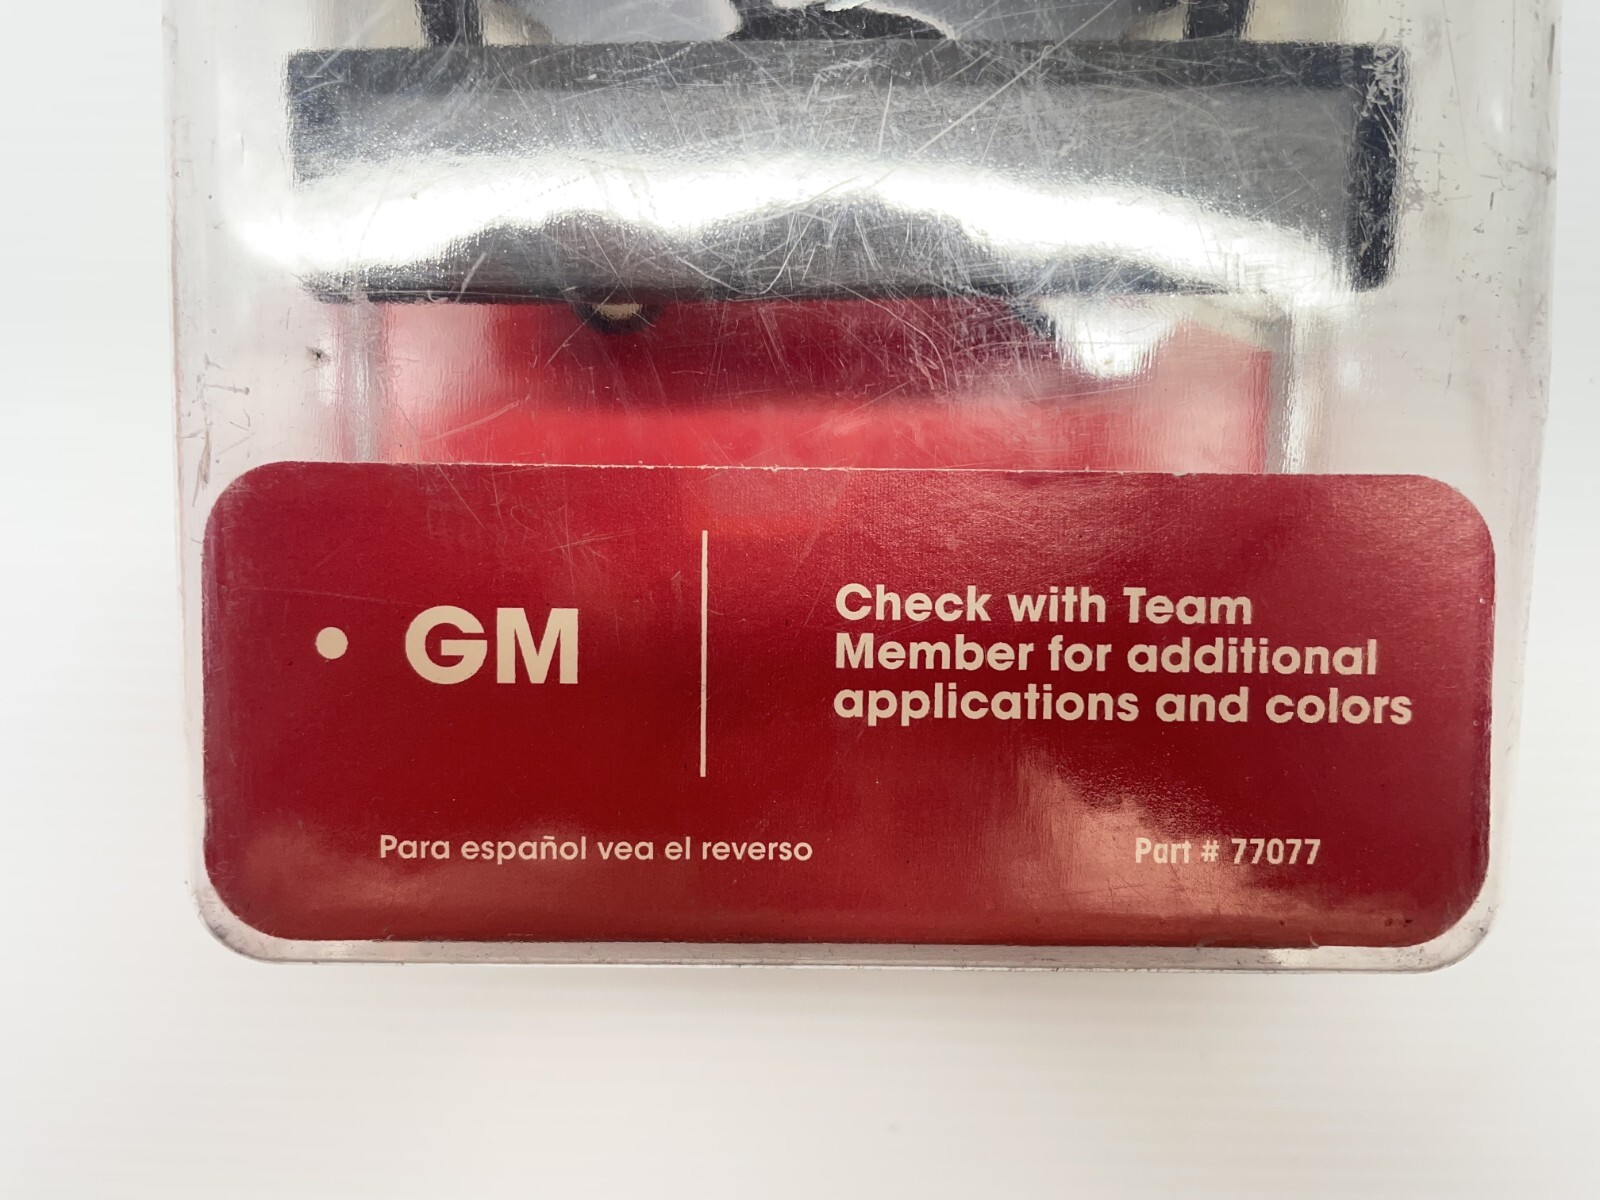 • GM
Check with Team
Member for additional
applications and colors
Para español vea el reverso
Part # 77077